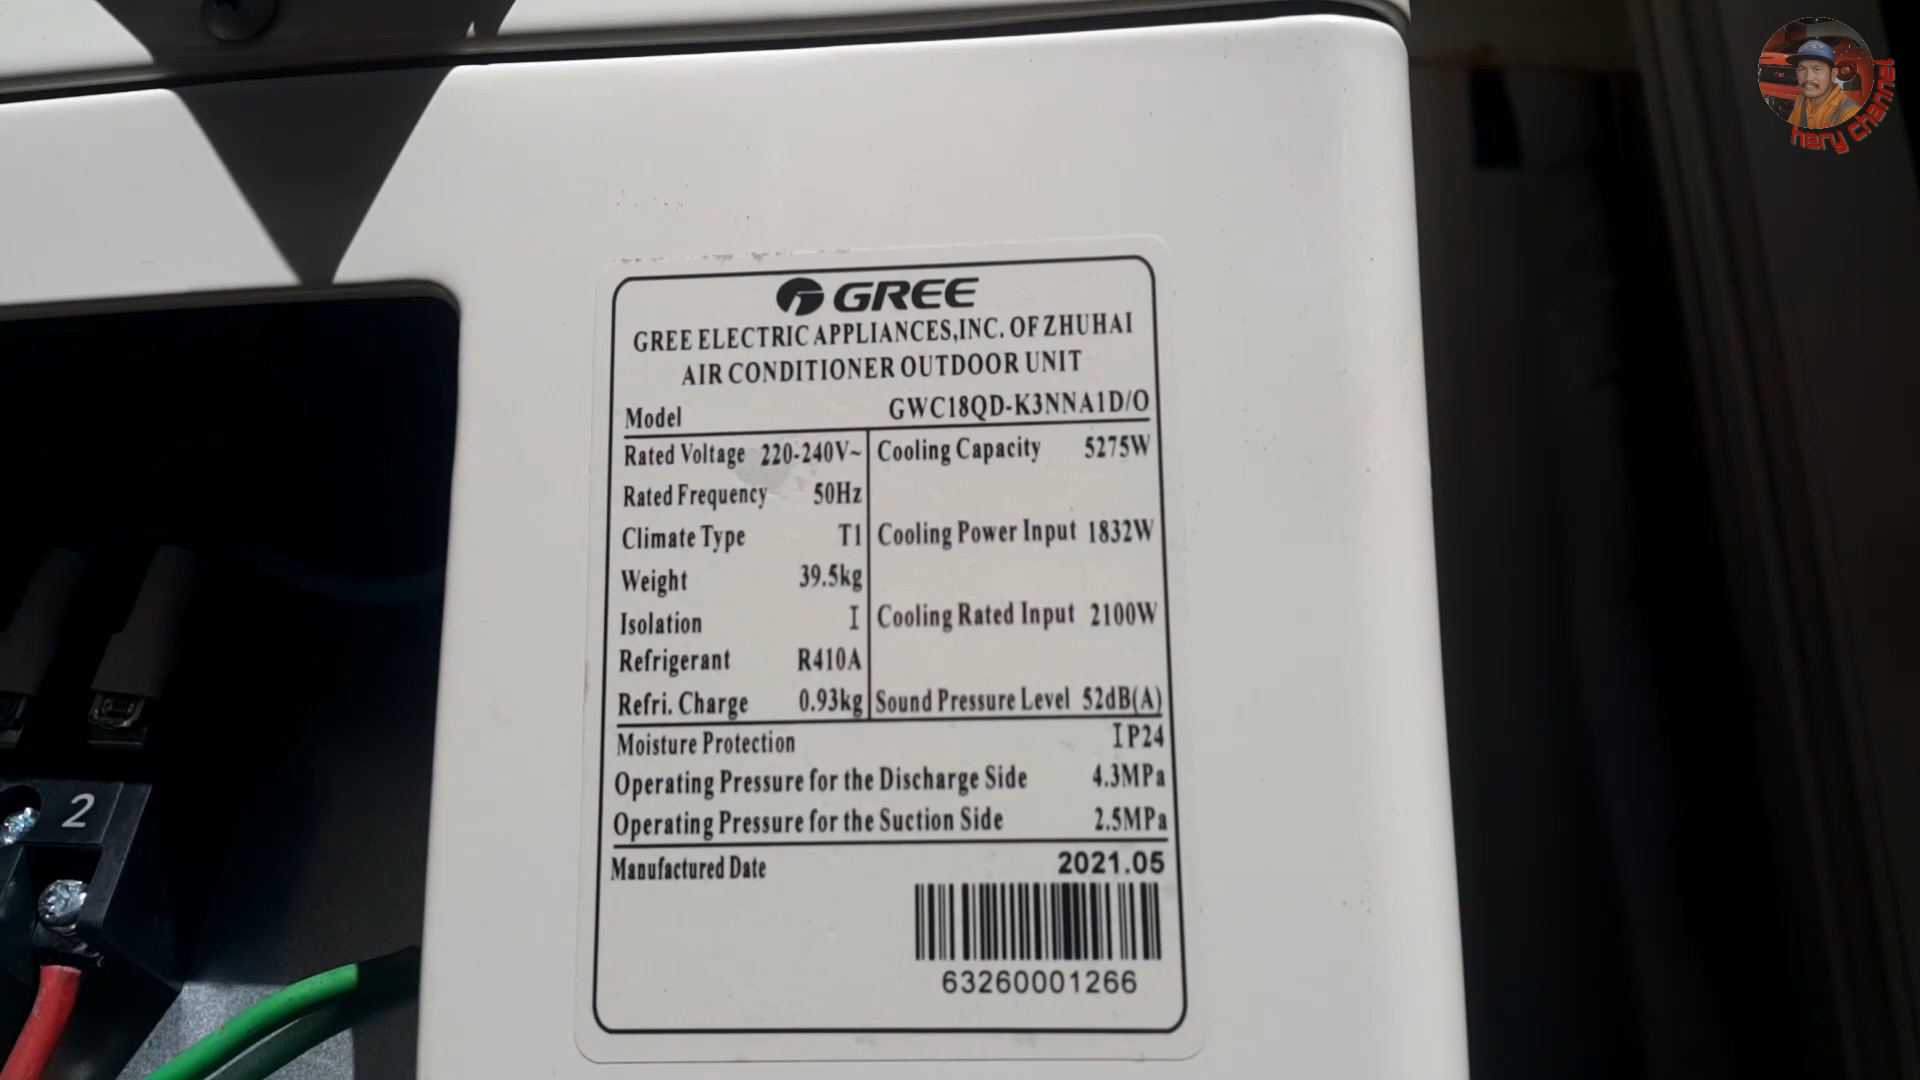 hery channel
GREE
GREE ELECTRIC APPLIANCES,INC. OF ZHUHAI
AIR CONDITIONER OUTDOOR UNIT
Model GWC18QD-K3NNA1D/O
Rated Voltage 220-240V~ Cooling Capacity 5275W
Rated Frequency 50Hz
Climate Type T1 Cooling Power Input 1832W
Weight 39.5kg
Isolation I Cooling Rated Input 2100W
Refrigerant R410A
Refri. Charge 0.93kg Sound Pressure Level 52dB(A)
Moisture Protection IP24
Operating Pressure for the Discharge Side 4.3MPa
Operating Pressure for the Suction Side 2.5MPa
Manufactured Date 2021.05
63260001266
2